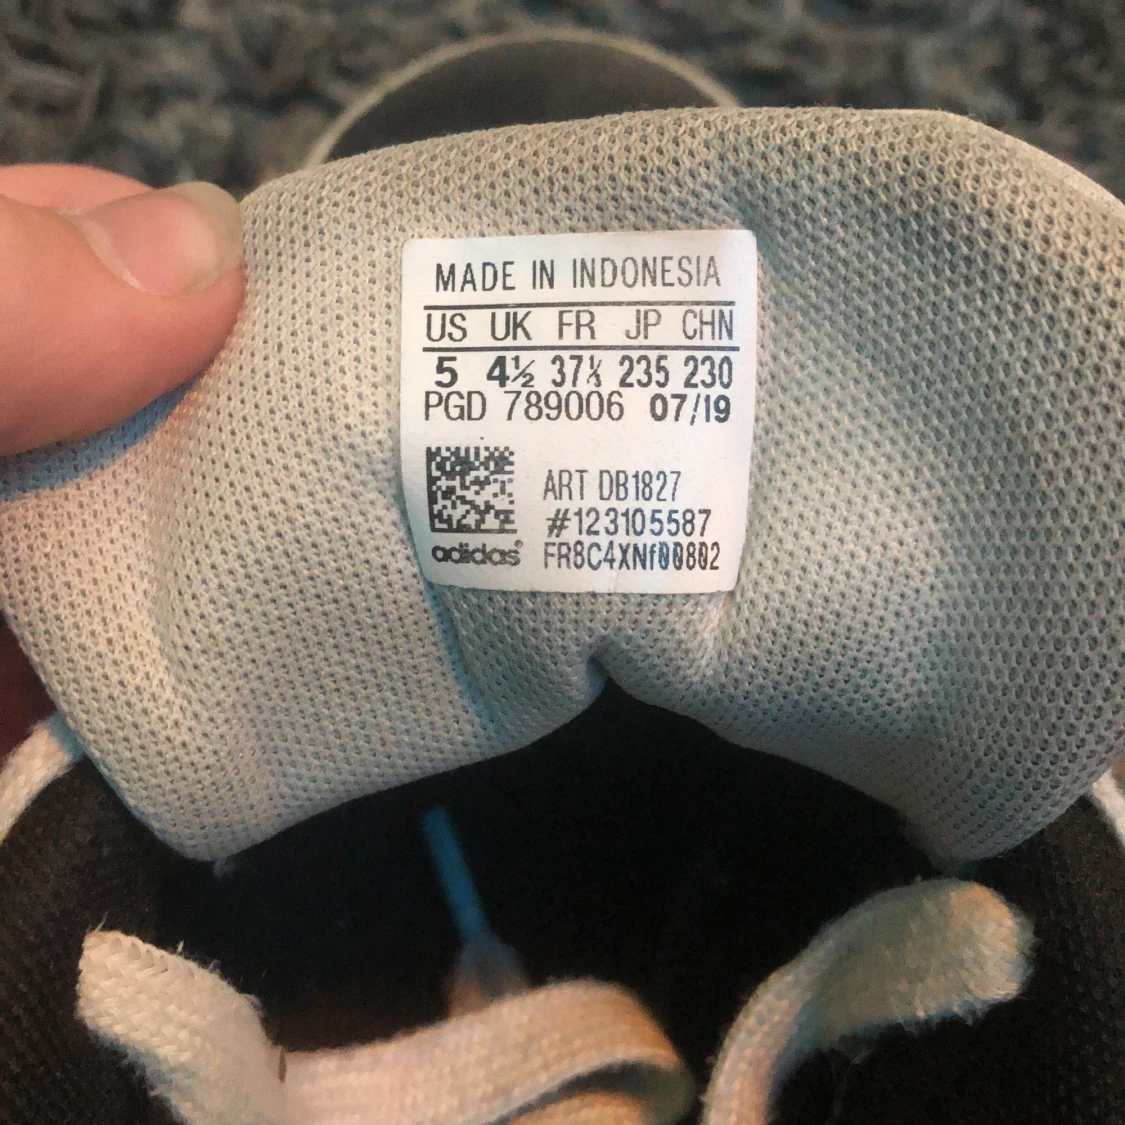 MADE IN INDONESIA
US UK FR JP CHN
5 4½ 37⅓ 235 230
PGD 789006 07/19
ART DB1827
#123105587
adidas FR8C4XNf00802